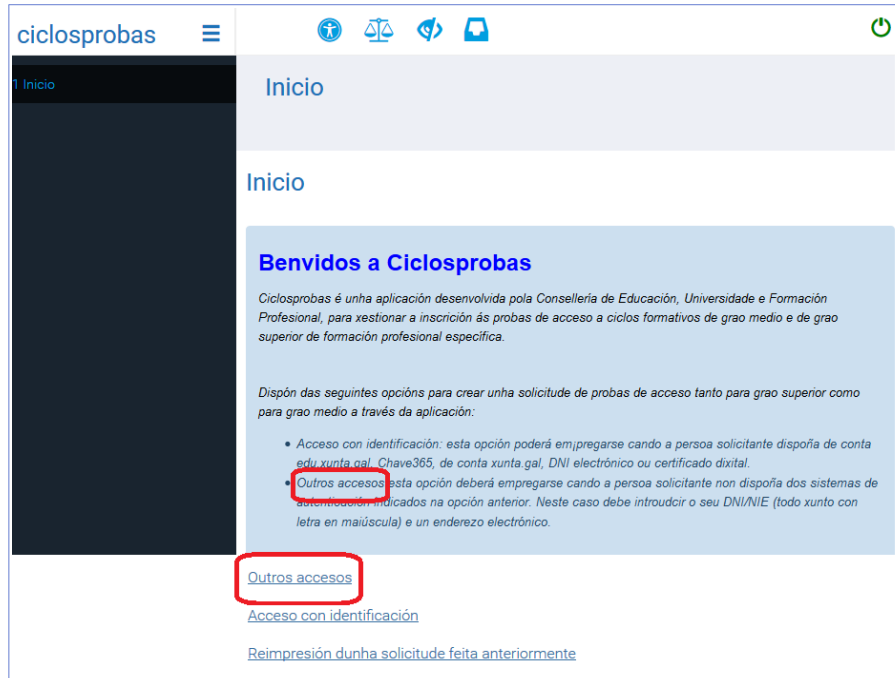 ciclosprobas
1 Inicio
Inicio
Inicio
Benvidos a Ciclosprobas
Ciclosprobas é unha aplicación desenvolvida pola Consellería de Educación, Universidade e Formación
Profesional, para xestionar a inscrición ás probas de acceso a ciclos formativos de grao medio e de grao
superior de formación profesional específica.
Dispón das seguintes opcións para crear unha solicitude de probas de acceso tanto para grao superior como
para grao medio a través da aplicación:
• Acceso con identificación: esta opción poderá em¡pregarse cando a persoa solicitante dispoña de conta
edu.xunta.gal, Chave365, de conta xunta.gal, DNI electrónico ou certificado dixital.
• Outros accesos esta opción deberá empregarse cando a persoa solicitante non dispoña dos sistemas de
autenticación indicados na opción anterior. Neste caso debe introudcir o seu DNI/NIE (todo xunto con
letra en maiúscula) e un enderezo electrónico.
Outros accesos
Acceso con identificación
Reimpresión dunha solicitude feita anteriormente